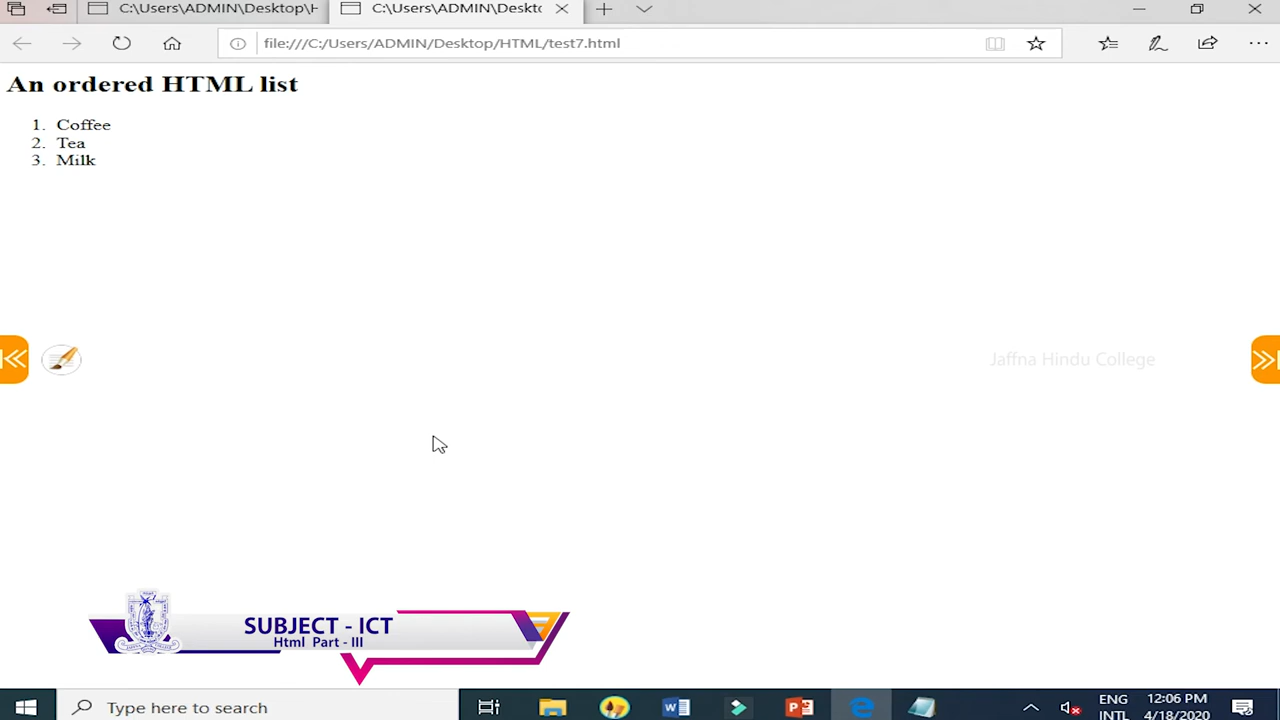 C:\Users\ADMIN\Desktop\H
C:\Users\ADMIN\Deskto
file:///C:/Users/ADMIN/Desktop/HTML/test7.html
An ordered HTML list
1. Coffee
2. Tea
3. Milk
Jaffna Hindu College
SUBJECT - ICT
Html Part - III
Type here to search
ENG
INTL
12:06 PM
4/18/2020